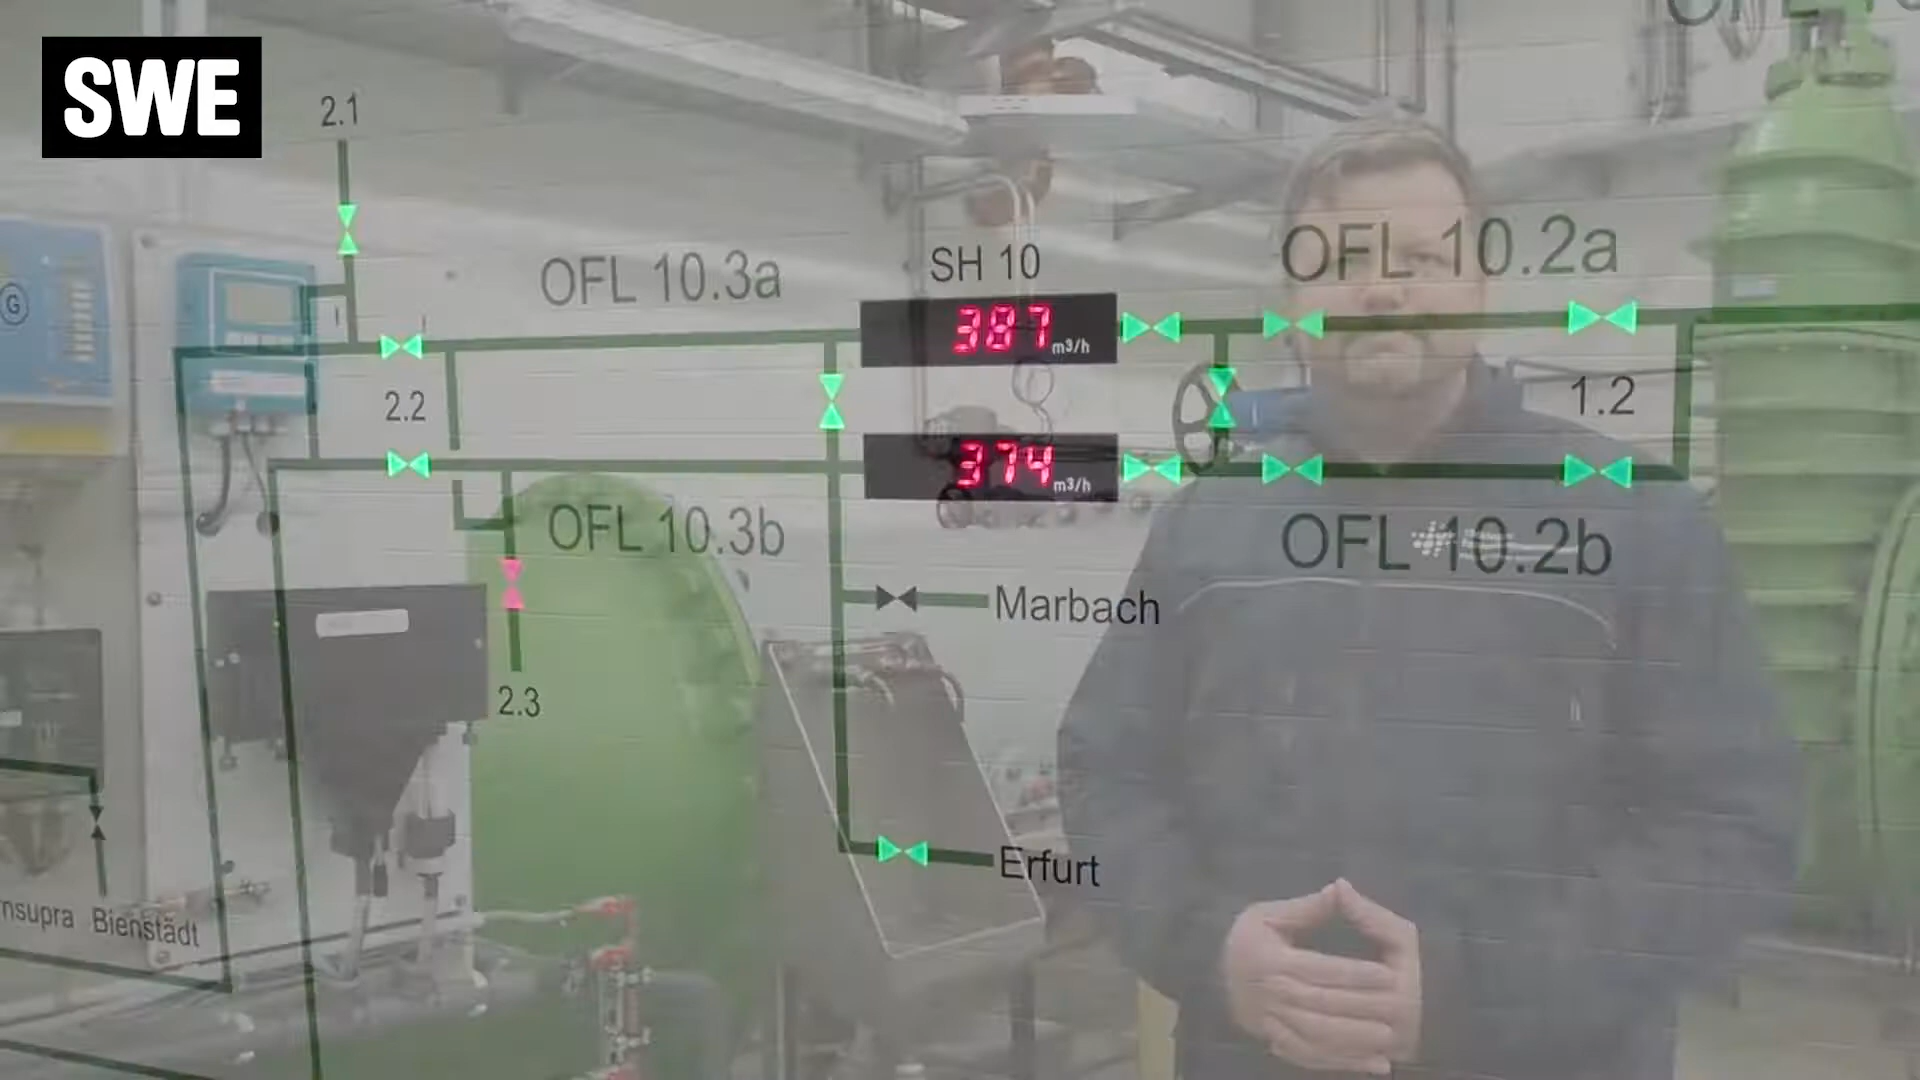 SWE
2.1
OFL 10.3a
SH 10
OFL 10.2a
387 m3/h
2.2
1.2
374 m3/h
OFL 10.3b
OFL 10.2b
Marbach
2.3
Erfurt
Bienstädt
G